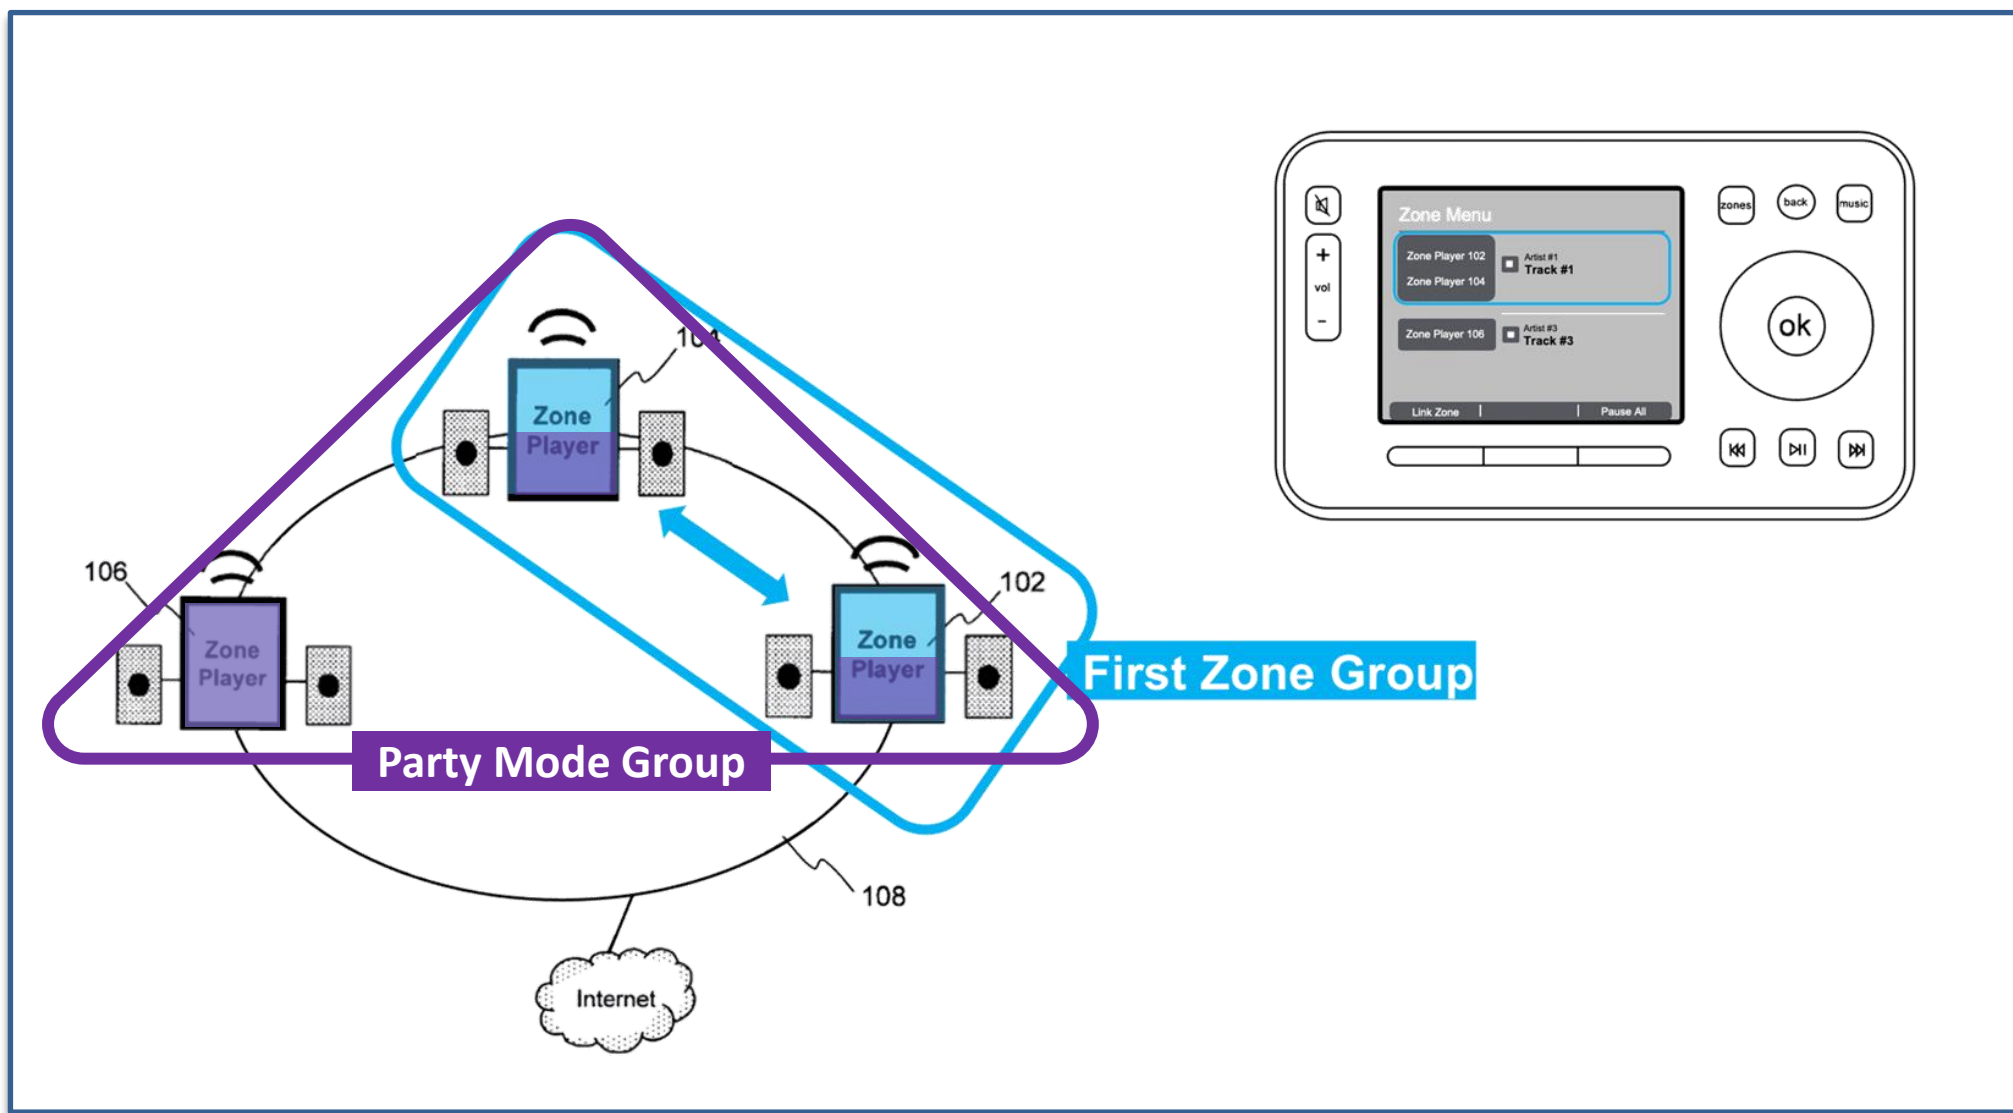 Zone Menu
Zone Player 102
Zone Player 104
Artist #1
Track #1
Zone Player 106
Artist #3
Track #3
Link Zone
Pause All
vol
zones
back
music
ok
104
Zone
Player
106
Zone
Player
102
Zone
Player
First Zone Group
Party Mode Group
108
Internet